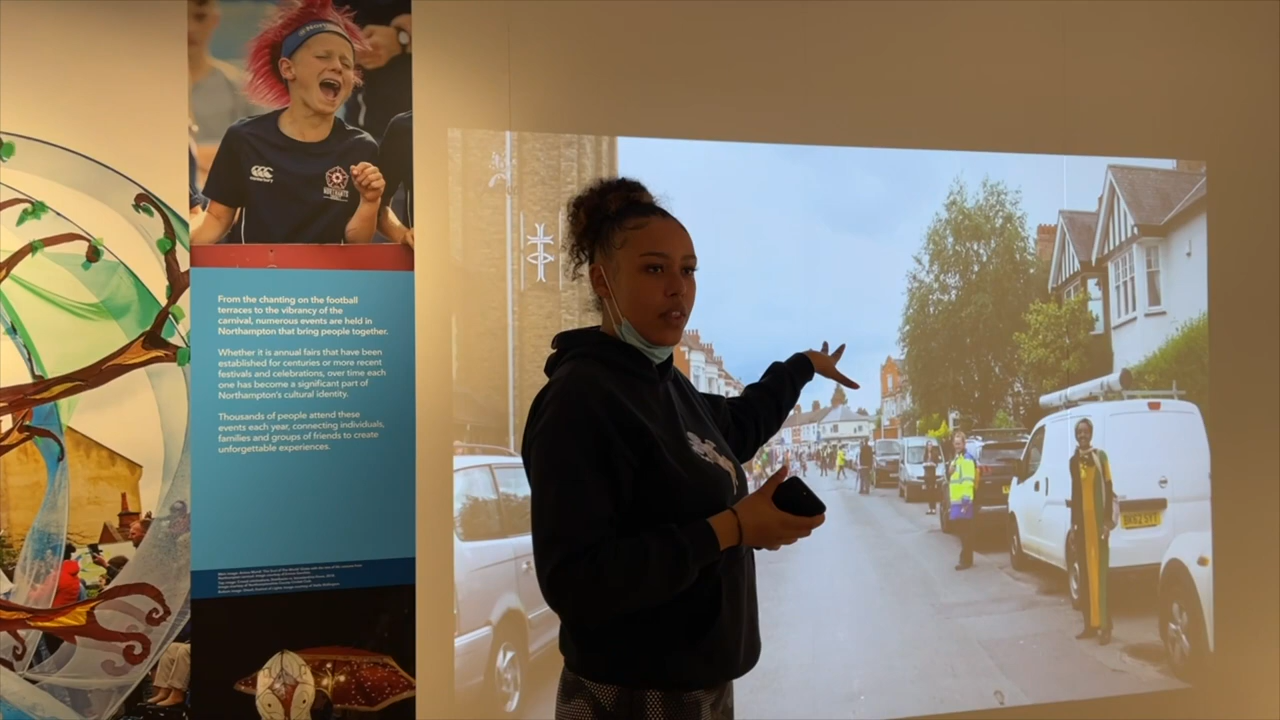 canterbury
NORTHANTS
From the chanting on the football
terraces to the vibrancy of the
carnival, numerous events are held in
Northampton that bring people together.
Whether it is annual fairs that have been
established for centuries or more recent
festivals and celebrations, over time each
one has become a significant part of
Northampton's cultural identity.
Thousands of people attend these
events each year, connecting individuals,
families and groups of friends to create
unforgettable experiences.